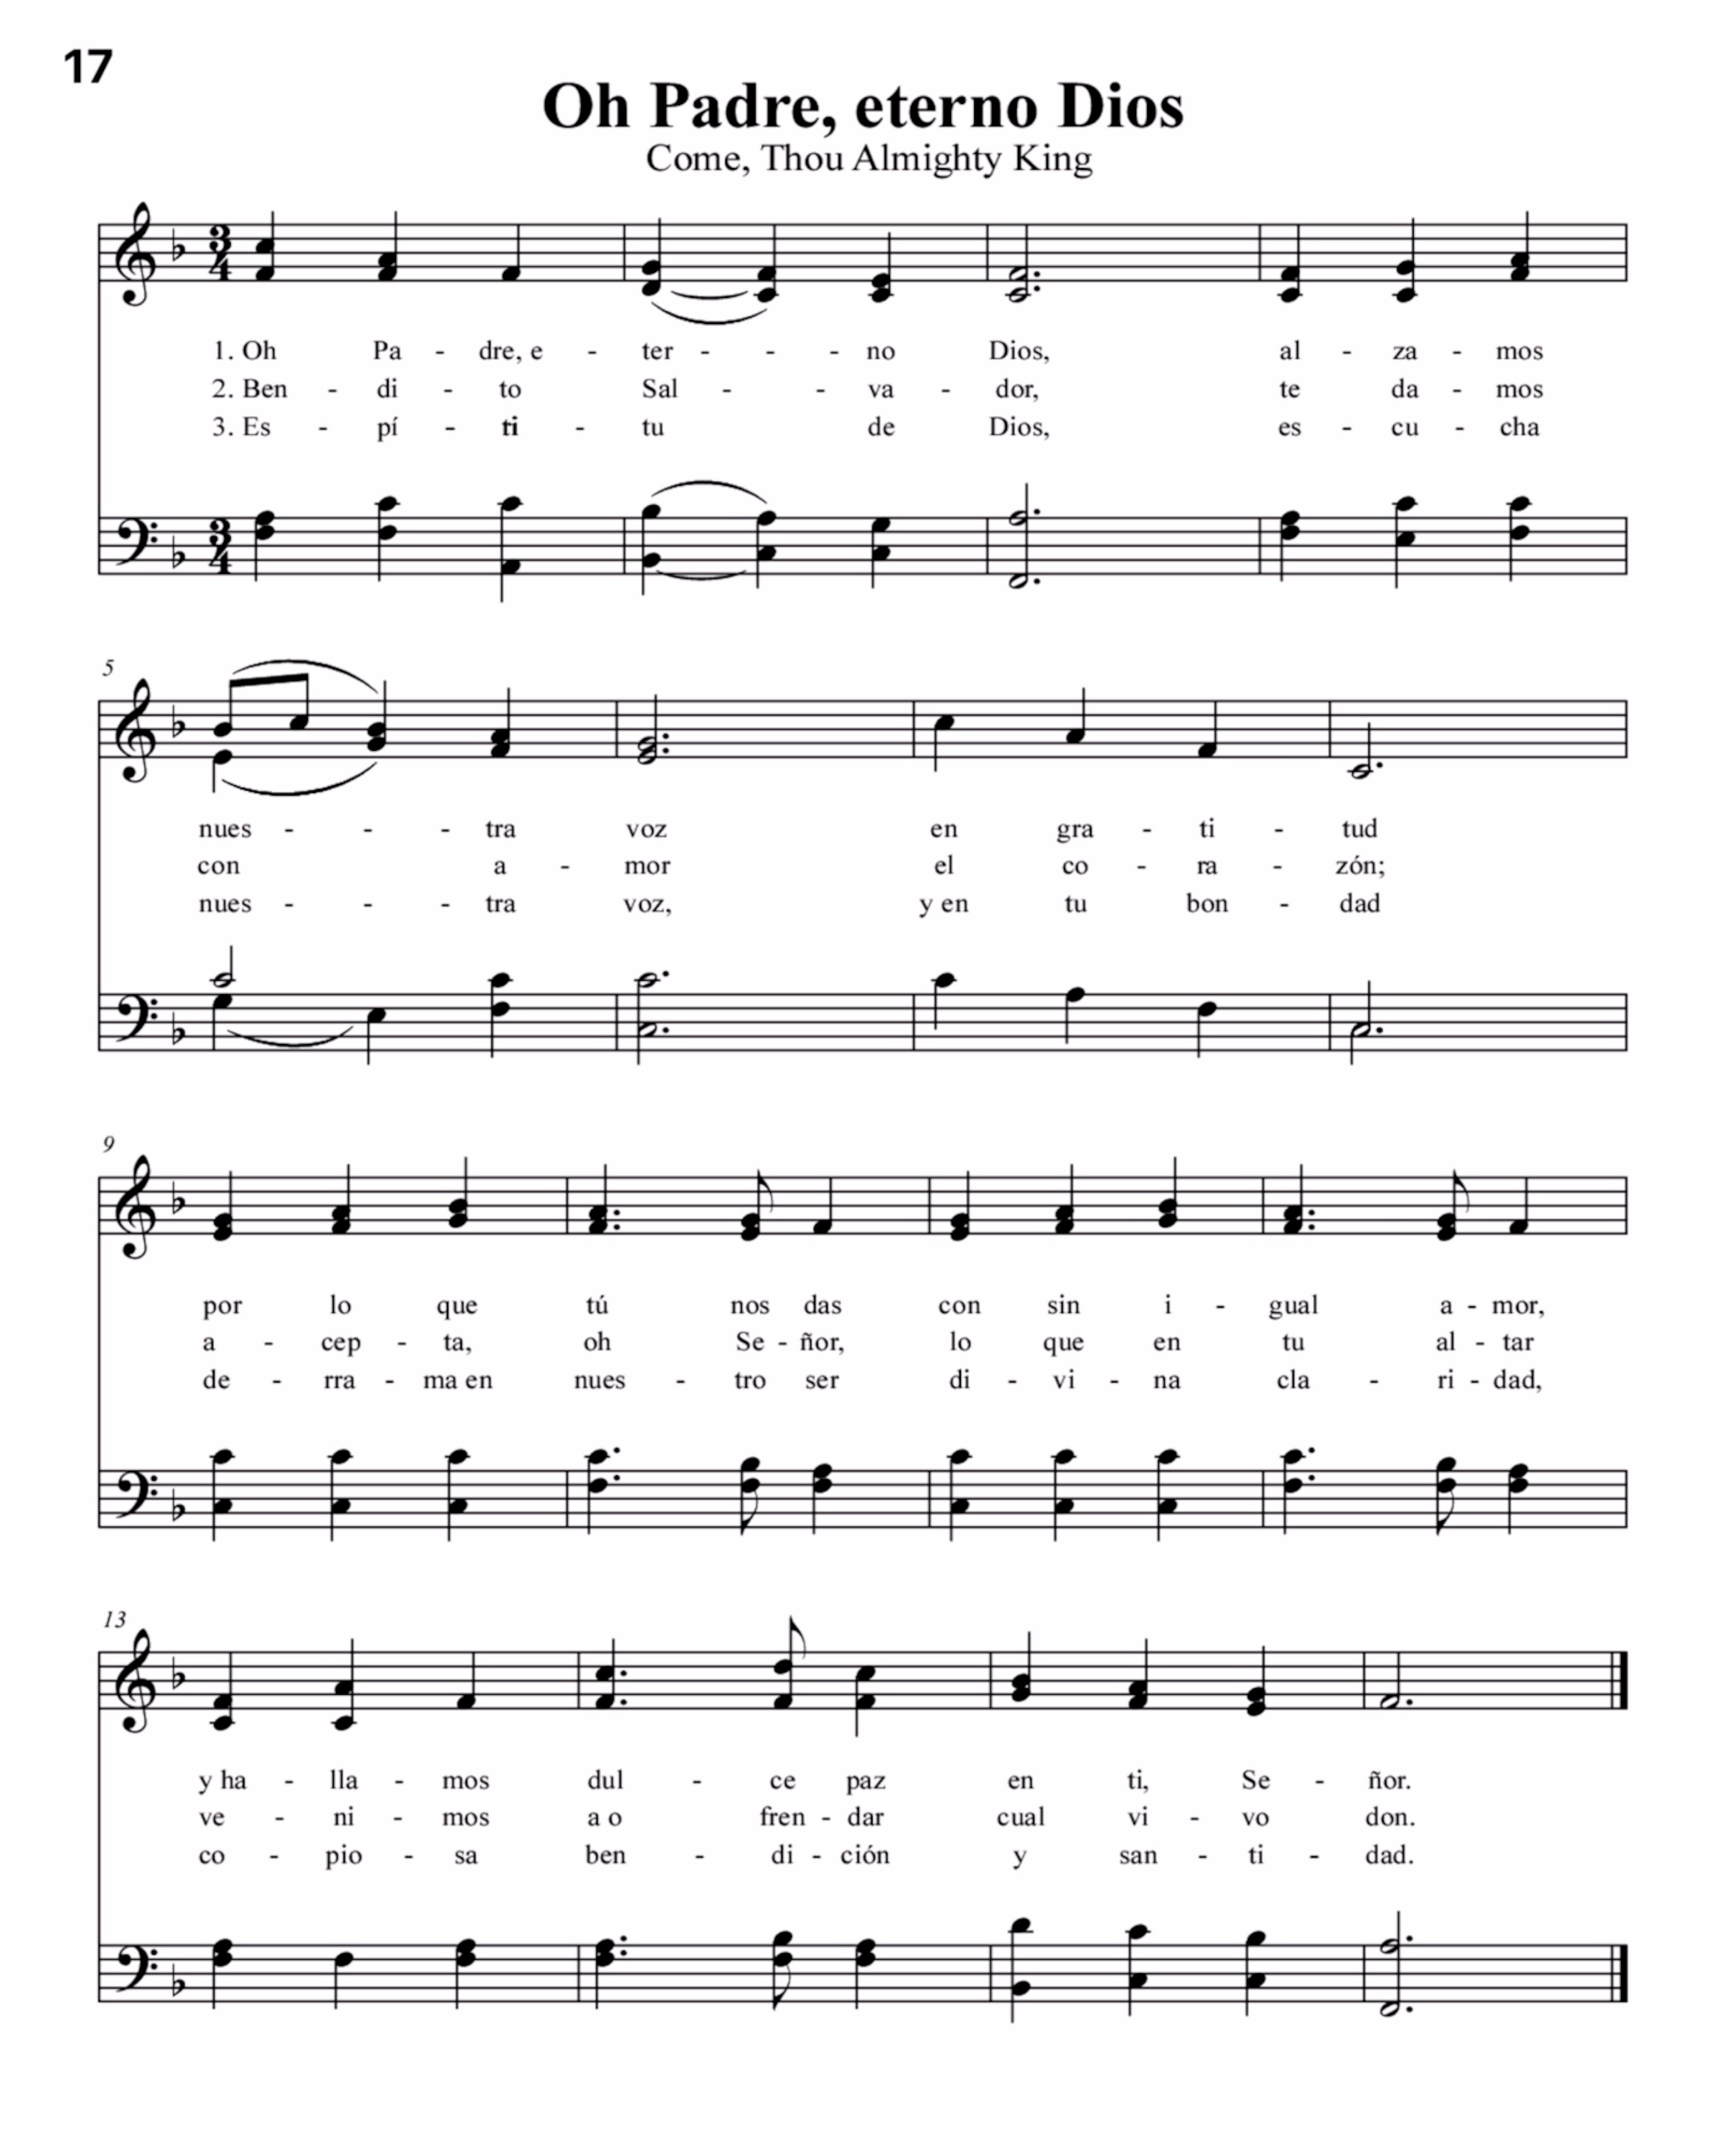 17
Oh Padre, eterno Dios
Come, Thou Almighty King
3
4
1. Oh Pa - dre, e - ter - - - no Dios, al - za - mos
2. Ben - di - to Sal - - va - dor, te da - mos
3. Es - pí - ri - tu de Dios, es - cu - cha
3
4
5
nues - - - tra voz en gra - ti - tud
con a - mor el co - ra - zón;
nues - - - tra voz, y en tu bon - dad
9
por lo que tú nos das con sin i - gual a - mor,
a - cep - ta, oh Se - ñor, lo que en tu al - tar
de - rra - ma en nues - tro ser di - vi - na cla - ri - dad,
13
y ha - lla - mos dul - ce paz en ti, Se - ñor.
ve - ni - mos a o fren - dar cual vi - vo don.
co - pio - sa ben - di - ción y san - ti - dad.